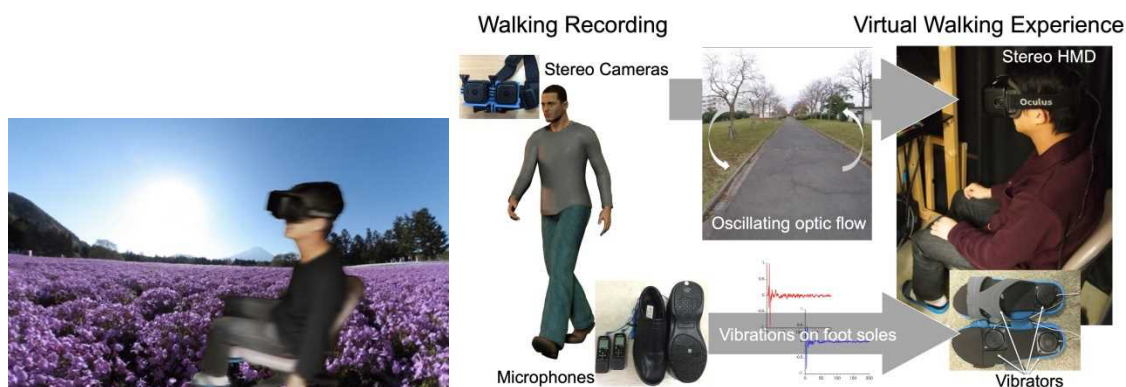 Walking Recording
Virtual Walking Experience
Stereo Cameras
Stereo HMD
Oculus
Oscillating optic flow
Vibrations on foot soles
Microphones
Vibrators